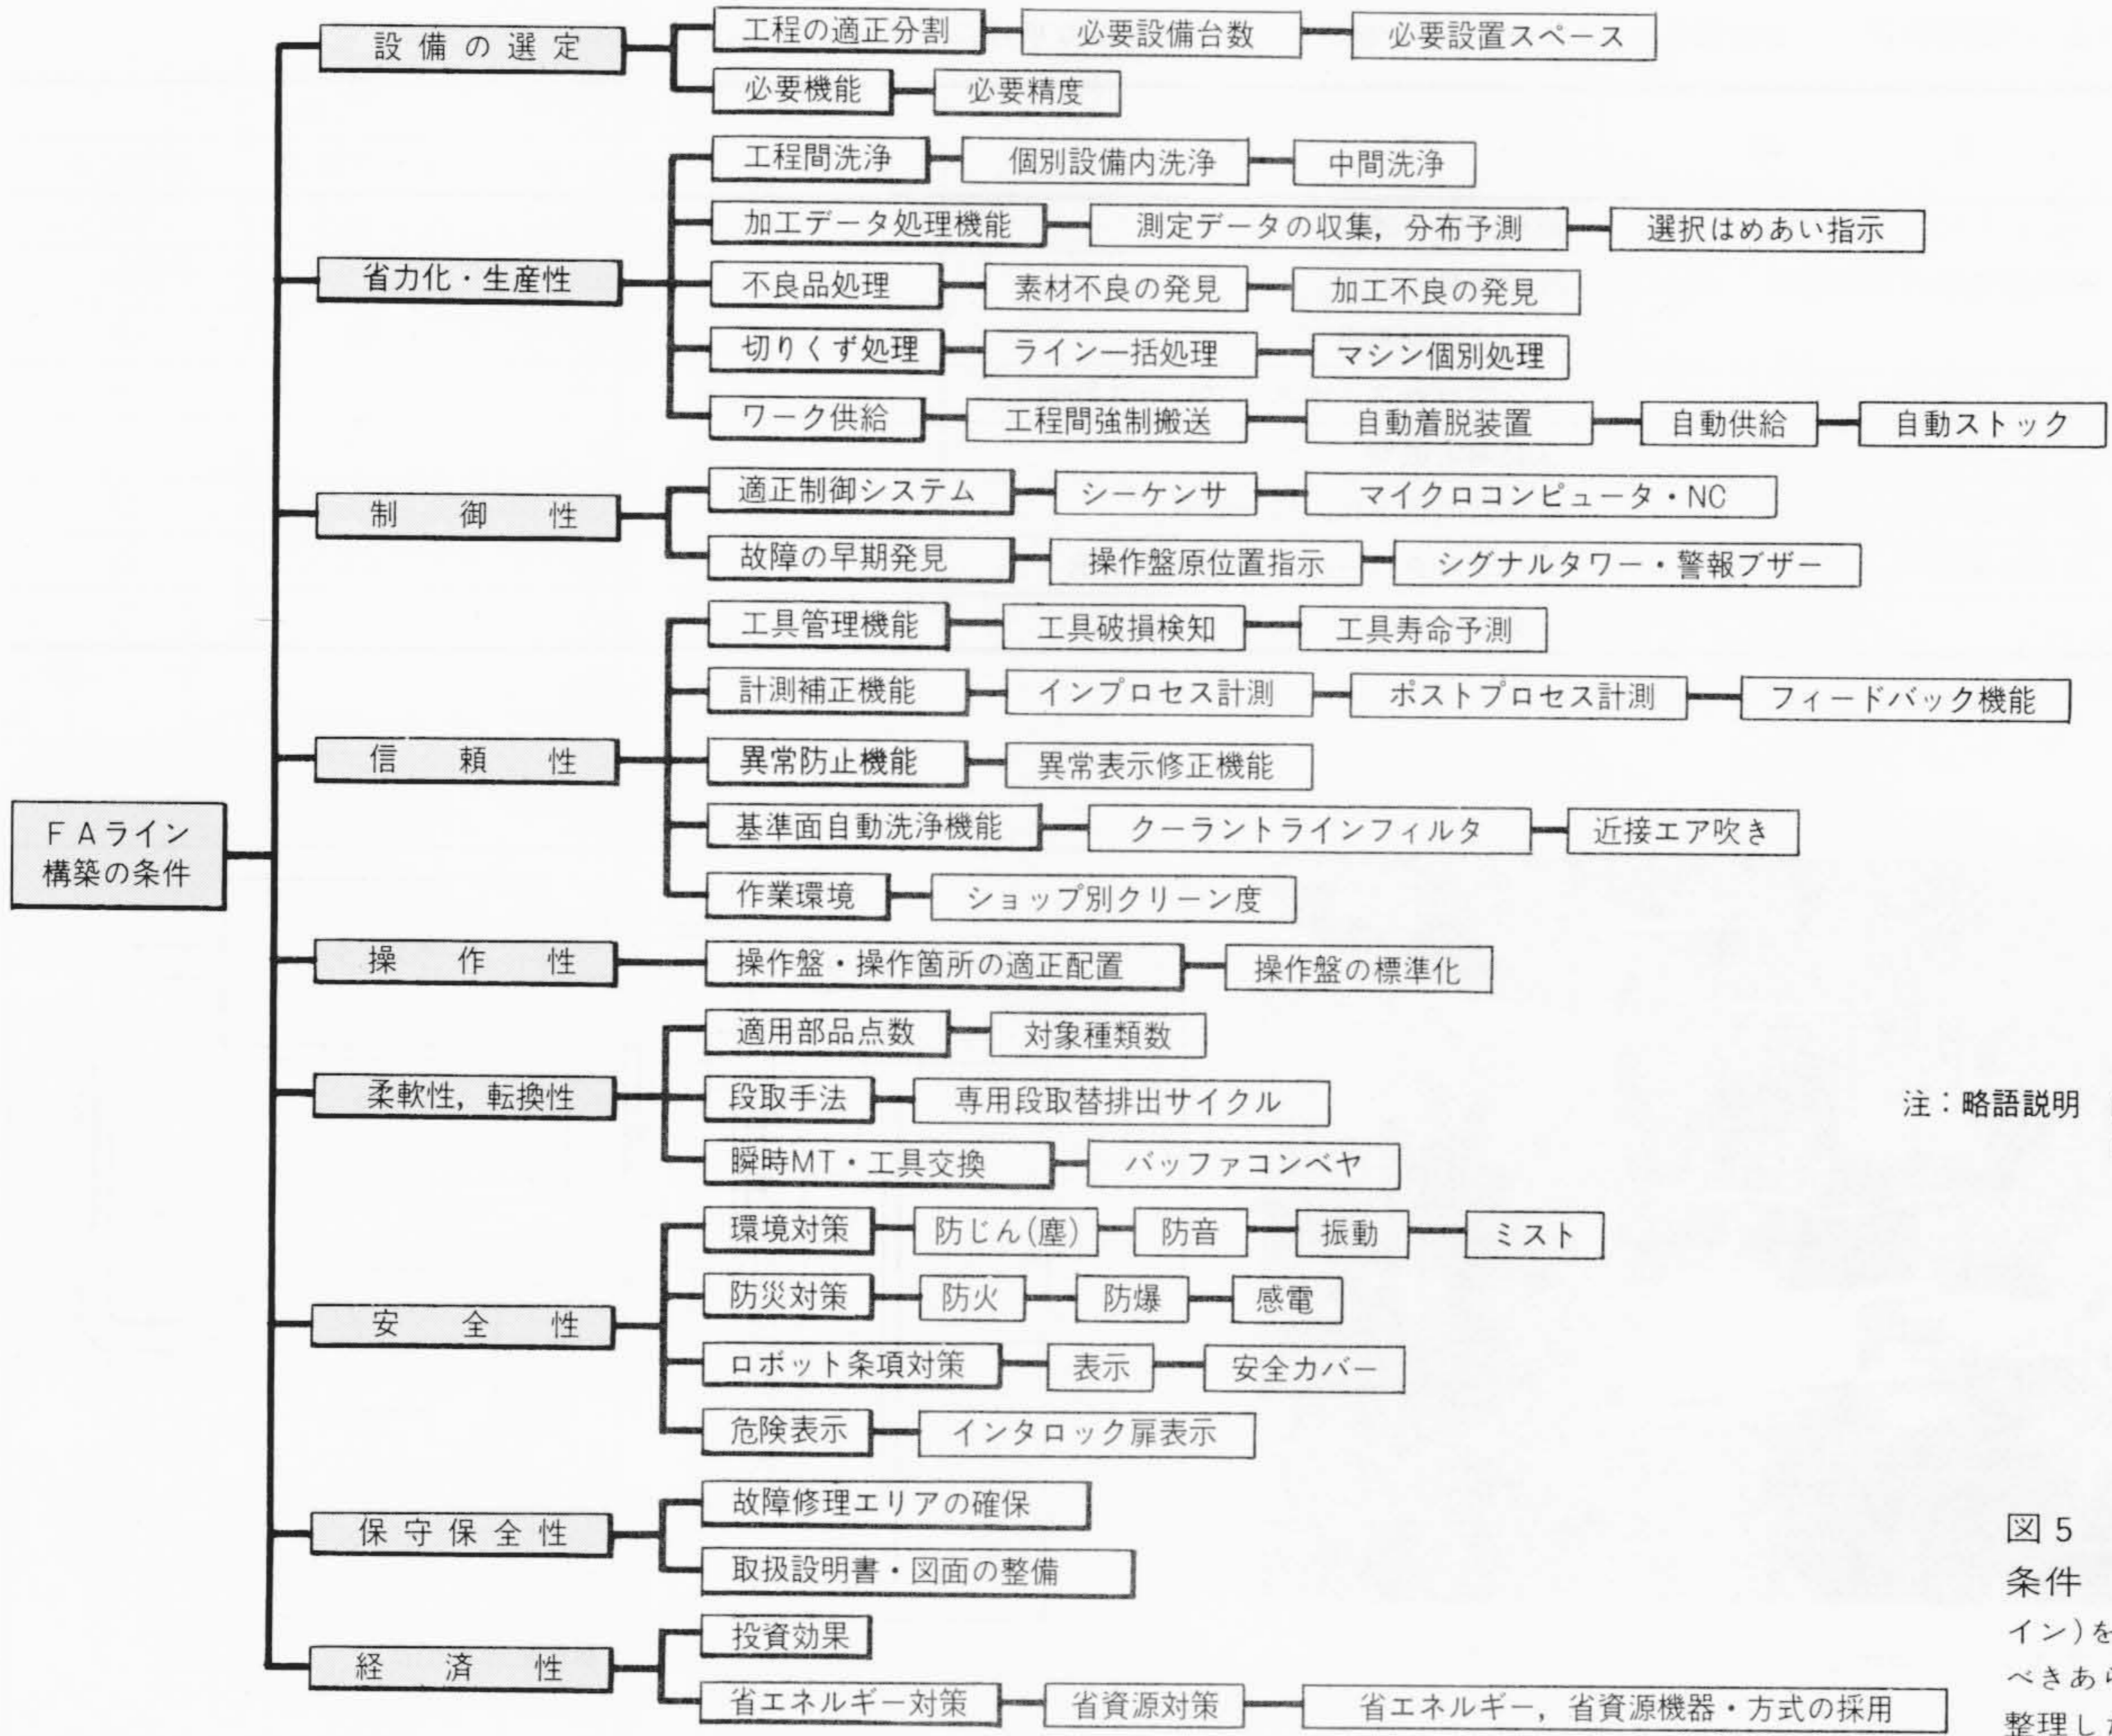 設備の選定
工程の適正分割 必要設備台数 必要設置スペース
必要機能 必要精度
省力化・生産性
工程間洗浄 個別設備内洗浄 中間洗浄
加工データ処理機能 測定データの収集，分布予測 選択はめあい指示
不良品処理 素材不良の発見 加工不良の発見
切りくず処理 ライン一括処理 マシン個別処理
ワーク供給 工程間強制搬送 自動着脱装置 自動供給 自動ストック
制御性
適正制御システム シーケンサ マイクロコンピュータ・NC
故障の早期発見 操作盤原位置指示 シグナルタワー・警報ブザー
信頼性
工具管理機能 工具破損検知 工具寿命予測
計測補正機能 インプロセス計測 ポストプロセス計測 フィードバック機能
異常防止機能 異常表示修正機能
基準面自動洗浄機能 クーラントラインフィルタ 近接エア吹き
作業環境 ショップ別クリーン度
FAライン
構築の条件
操作性
操作盤・操作箇所の適正配置 操作盤の標準化
柔軟性，転換性
適用部品点数 対象種類数
段取手法 専用段取替排出サイクル
瞬時MT・工具交換 バッファコンベヤ
注：略語説明
安全性
環境対策 防じん(塵) 防音 振動 ミスト
防災対策 防火 防爆 感電
ロボット条項対策 表示 安全カバー
危険表示 インタロック扉表示
保守保全性
故障修理エリアの確保
取扱説明書・図面の整備
経済性
投資効果
省エネルギー対策 省資源対策 省エネルギー，省資源機器・方式の採用
図5
条件
イン)を
べきあら
整理した